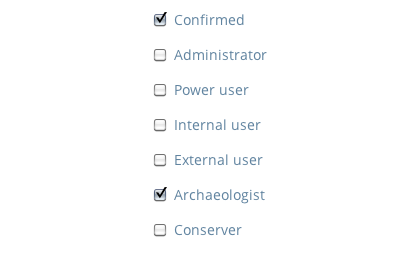 Confirmed
Administrator
Power user
Internal user
External user
Archaeologist
Conserver